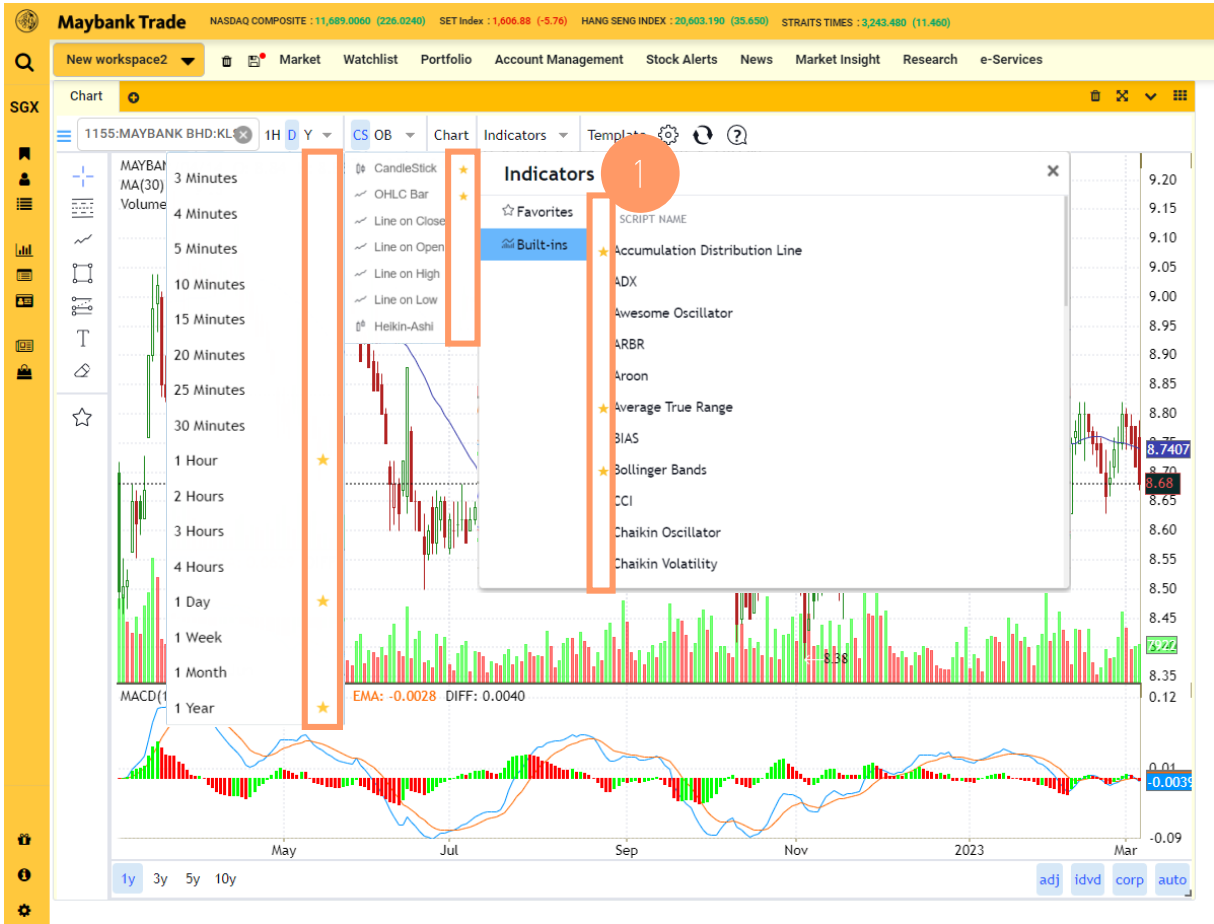 Maybank Trade NASDAQ COMPOSITE : 11,689.0060 (226.0240) SET Index : 1,606.88 (-5.76) HANG SENG INDEX : 20,603.190 (35.650) STRAITS TIMES : 3,243.480 (11.460)
New workspace2 Market Watchlist Portfolio Account Management Stock Alerts News Market Insight Research e-Services
SGX
Chart
1155:MAYBANK BHD:KLS 1H D Y CS OB Chart Indicators Template
MAYBAN
MA(30)
Volume
3 Minutes
4 Minutes
5 Minutes
10 Minutes
15 Minutes
20 Minutes
25 Minutes
30 Minutes
1 Hour
2 Hours
3 Hours
4 Hours
1 Day
1 Week
1 Month
1 Year
CandleStick
OHLC Bar
Line on Close
Line on Open
Line on High
Line on Low
Heikin-Ashi
Indicators
1
Favorites
Built-ins
SCRIPT NAME
Accumulation Distribution Line
ADX
Awesome Oscillator
ARBR
Aroon
Average True Range
BIAS
Bollinger Bands
CCI
Chaikin Oscillator
Chaikin Volatility
T
9.20
9.15
9.10
9.05
9.00
8.95
8.90
8.85
8.80
8.75
8.7407
8.70
8.68
8.65
8.60
8.55
8.50
8.45
8.35
8.38
MACD(1 EMA: -0.0028 DIFF: 0.0040
0.12
0.01
-0.0039
-0.09
May Jul Sep Nov 2023 Mar
1y 3y 5y 10y adj idvd corp auto